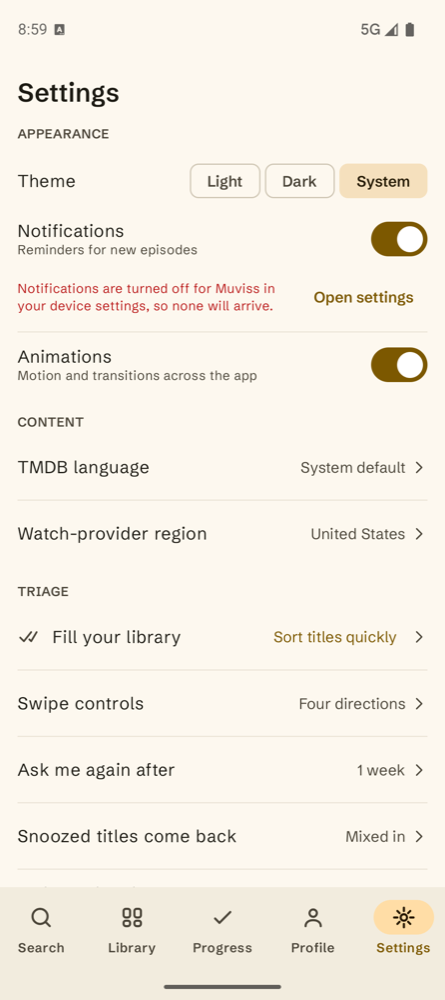 8:59
5G
Settings
APPEARANCE
Theme
Light
Dark
System
Notifications
Reminders for new episodes
Notifications are turned off for Muviss in
your device settings, so none will arrive.
Open settings
Animations
Motion and transitions across the app
CONTENT
TMDB language
System default
Watch-provider region
United States
TRIAGE
Fill your library
Sort titles quickly
Swipe controls
Four directions
Ask me again after
1 week
Snoozed titles come back
Mixed in
Search
Library
Progress
Profile
Settings